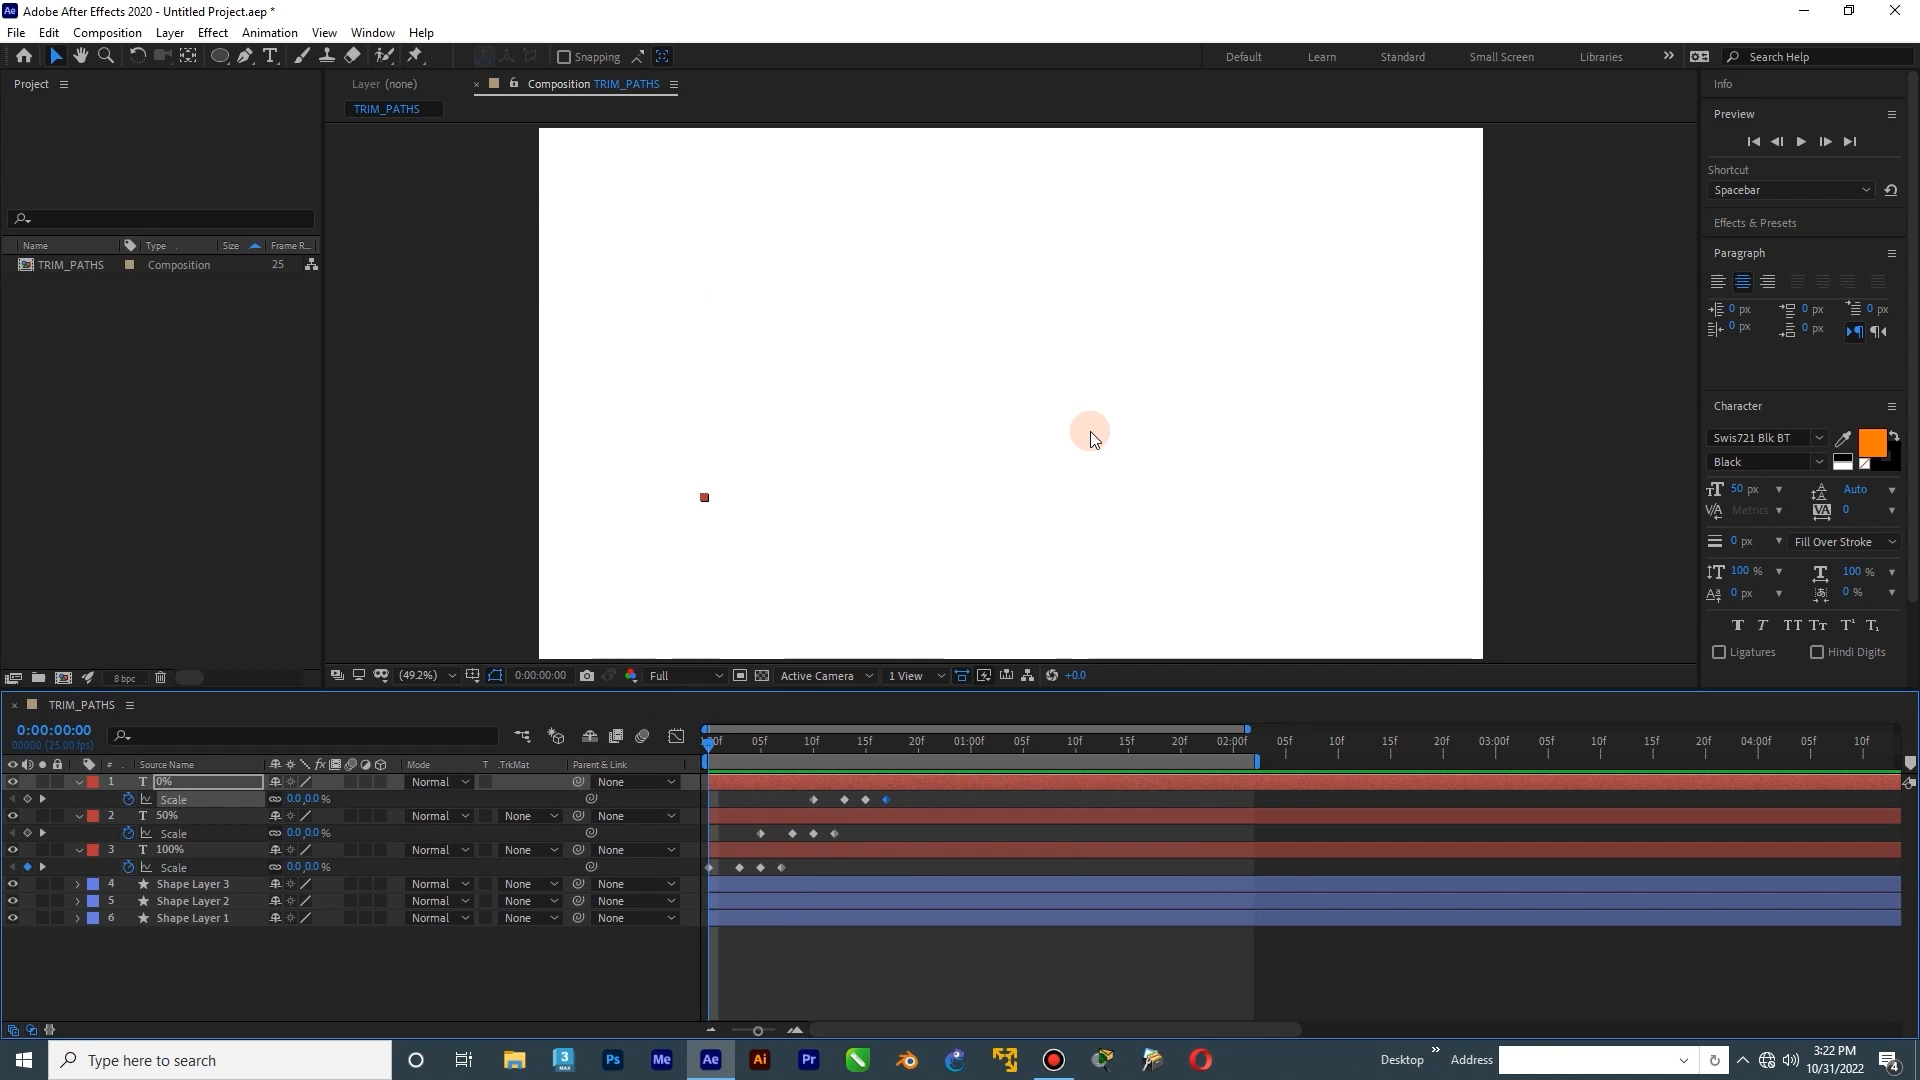 Adobe After Effects 2020 - Untitled Project.aep *
File Edit Composition Layer Effect Animation View Window Help
Snapping Default Learn Standard Small Screen Libraries Search Help
Project
Layer (none) Composition TRIM_PATHS
TRIM_PATHS
Name Type Size Frame R...
TRIM_PATHS Composition 25
Info
Preview
Shortcut
Spacebar
Effects & Presets
Paragraph
0 px 0 px 0 px
0 px 0 px
Character
Swis721 Blk BT
Black
50 px Auto
Metrics 0
0 px Fill Over Stroke
100 % 100 %
0 px 0 %
Ligatures Hindi Digits
8 bpc (49.2%) 0:00:00:00 Full Active Camera 1 View +0.0
TRIM_PATHS
0:00:00:00
00000 (25.00 fps)
05f 10f 15f 20f 01:00f 05f 10f 15f 20f 02:00f 05f 10f 15f 20f 03:00f 05f 10f 15f 20f 04:00f 05f 10f
# Source Name Mode T .TrkMat Parent & Link
1 T 0% Normal None
Scale 0.0,0.0 %
2 T 50% Normal None None
Scale 0.0,0.0 %
3 T 100% Normal None None
Scale 0.0,0.0 %
4 Shape Layer 3 Normal None None
5 Shape Layer 2 Normal None None
6 Shape Layer 1 Normal None None
Type here to search
Desktop Address
3:22 PM
10/31/2022
4